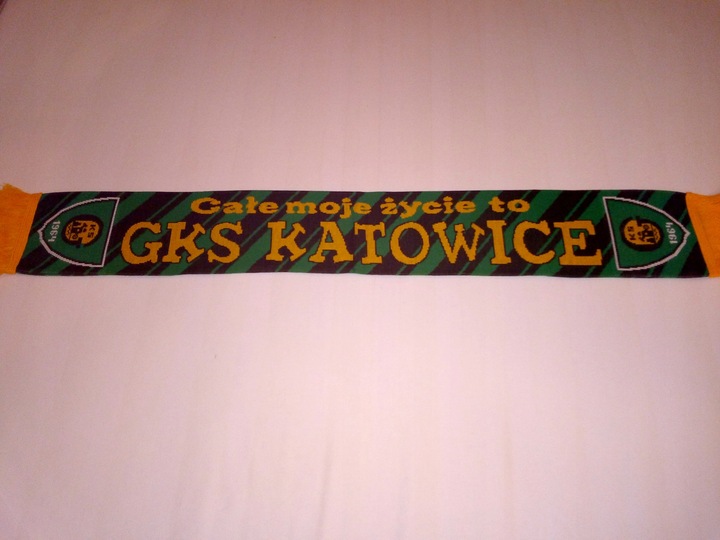 Całe moje życie to
GKS KATOWICE
1964
1964